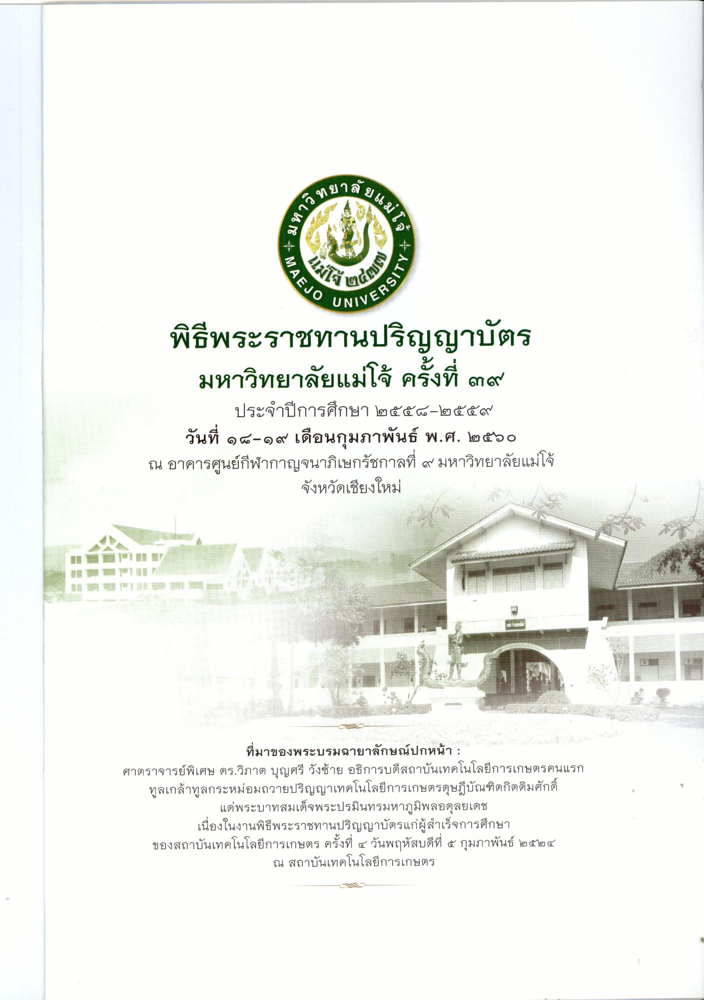 มหาวิทยาลัยแม่โจ้
แม่โจ้ ๒๔๗๗
MAEJO UNIVERSITY
พิธีพระราชทานปริญญาบัตร
มหาวิทยาลัยแม่โจ้ ครั้งที่ ๓๙
ประจำปีการศึกษา ๒๕๕๘-๒๕๕๙
วันที่ ๑๘-๑๙ เดือนกุมภาพันธ์ พ.ศ. ๒๕๖๐
ณ อาคารศูนย์กีฬากาญจนาภิเษกรัชกาลที่ ๙ มหาวิทยาลัยแม่โจ้
จังหวัดเชียงใหม่
ที่มาของพระบรมฉายาลักษณ์ปกหน้า :
ศาตราจารย์พิเศษ ดร.วิภาต บุญศรี วังซ้าย อธิการบดีสถาบันเทคโนโลยีการเกษตรคนแรก
ทูลเกล้าทูลกระหม่อมถวายปริญญาเทคโนโลยีการเกษตรดุษฎีบัณฑิตกิตติมศักดิ์
แด่พระบาทสมเด็จพระปรมินทรมหาภูมิพลอดุลยเดช
เนื่องในงานพิธีพระราชทานปริญญาบัตรแก่ผู้สำเร็จการศึกษา
ของสถาบันเทคโนโลยีการเกษตร ครั้งที่ ๔ วันพฤหัสบดีที่ ๕ กุมภาพันธ์ ๒๕๒๔
ณ สถาบันเทคโนโลยีการเกษตร